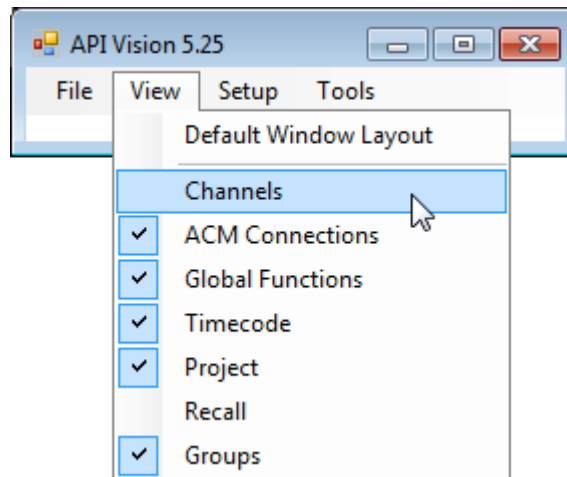 API Vision 5.25
File View Setup Tools
Default Window Layout
Channels
ACM Connections
Global Functions
Timecode
Project
Recall
Groups